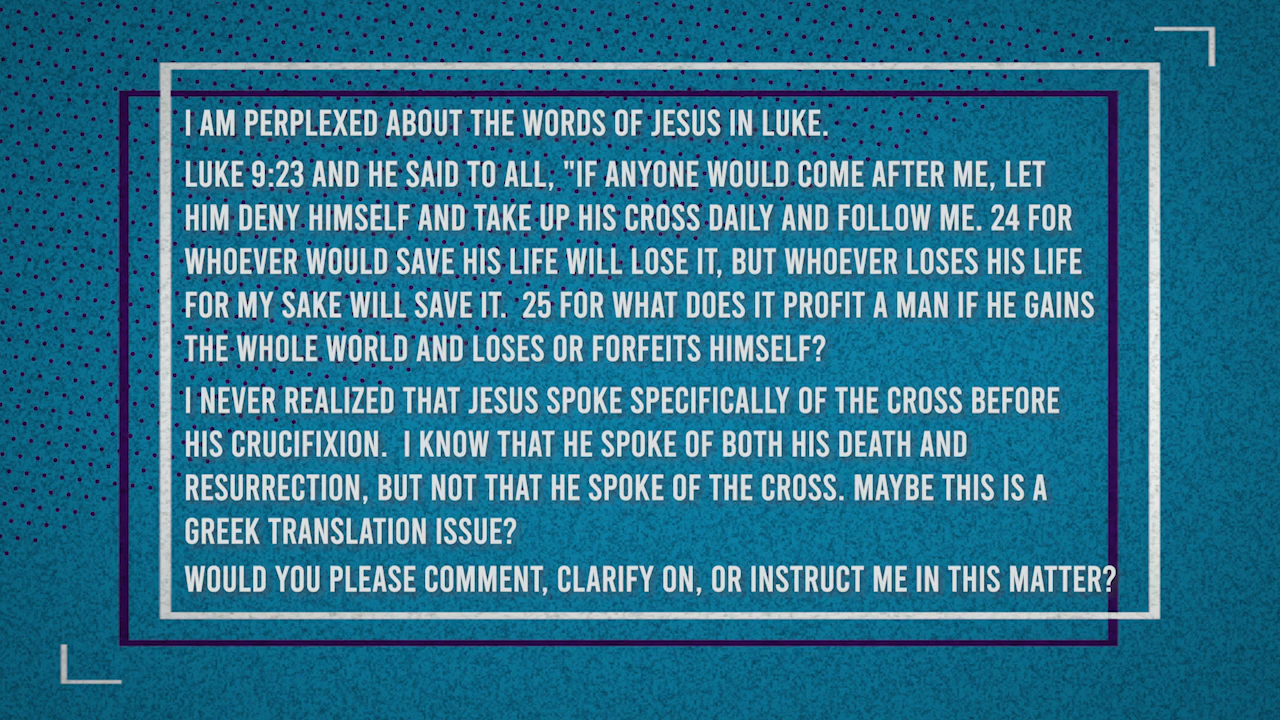 I AM PERPLEXED ABOUT THE WORDS OF JESUS IN LUKE.
LUKE 9:23 AND HE SAID TO ALL, "IF ANYONE WOULD COME AFTER ME, LET
HIM DENY HIMSELF AND TAKE UP HIS CROSS DAILY AND FOLLOW ME. 24 FOR
WHOEVER WOULD SAVE HIS LIFE WILL LOSE IT, BUT WHOEVER LOSES HIS LIFE
FOR MY SAKE WILL SAVE IT.  25 FOR WHAT DOES IT PROFIT A MAN IF HE GAINS
THE WHOLE WORLD AND LOSES OR FORFEITS HIMSELF?
I NEVER REALIZED THAT JESUS SPOKE SPECIFICALLY OF THE CROSS BEFORE
HIS CRUCIFIXION.  I KNOW THAT HE SPOKE OF BOTH HIS DEATH AND
RESURRECTION, BUT NOT THAT HE SPOKE OF THE CROSS. MAYBE THIS IS A
GREEK TRANSLATION ISSUE?
WOULD YOU PLEASE COMMENT, CLARIFY ON, OR INSTRUCT ME IN THIS MATTER?